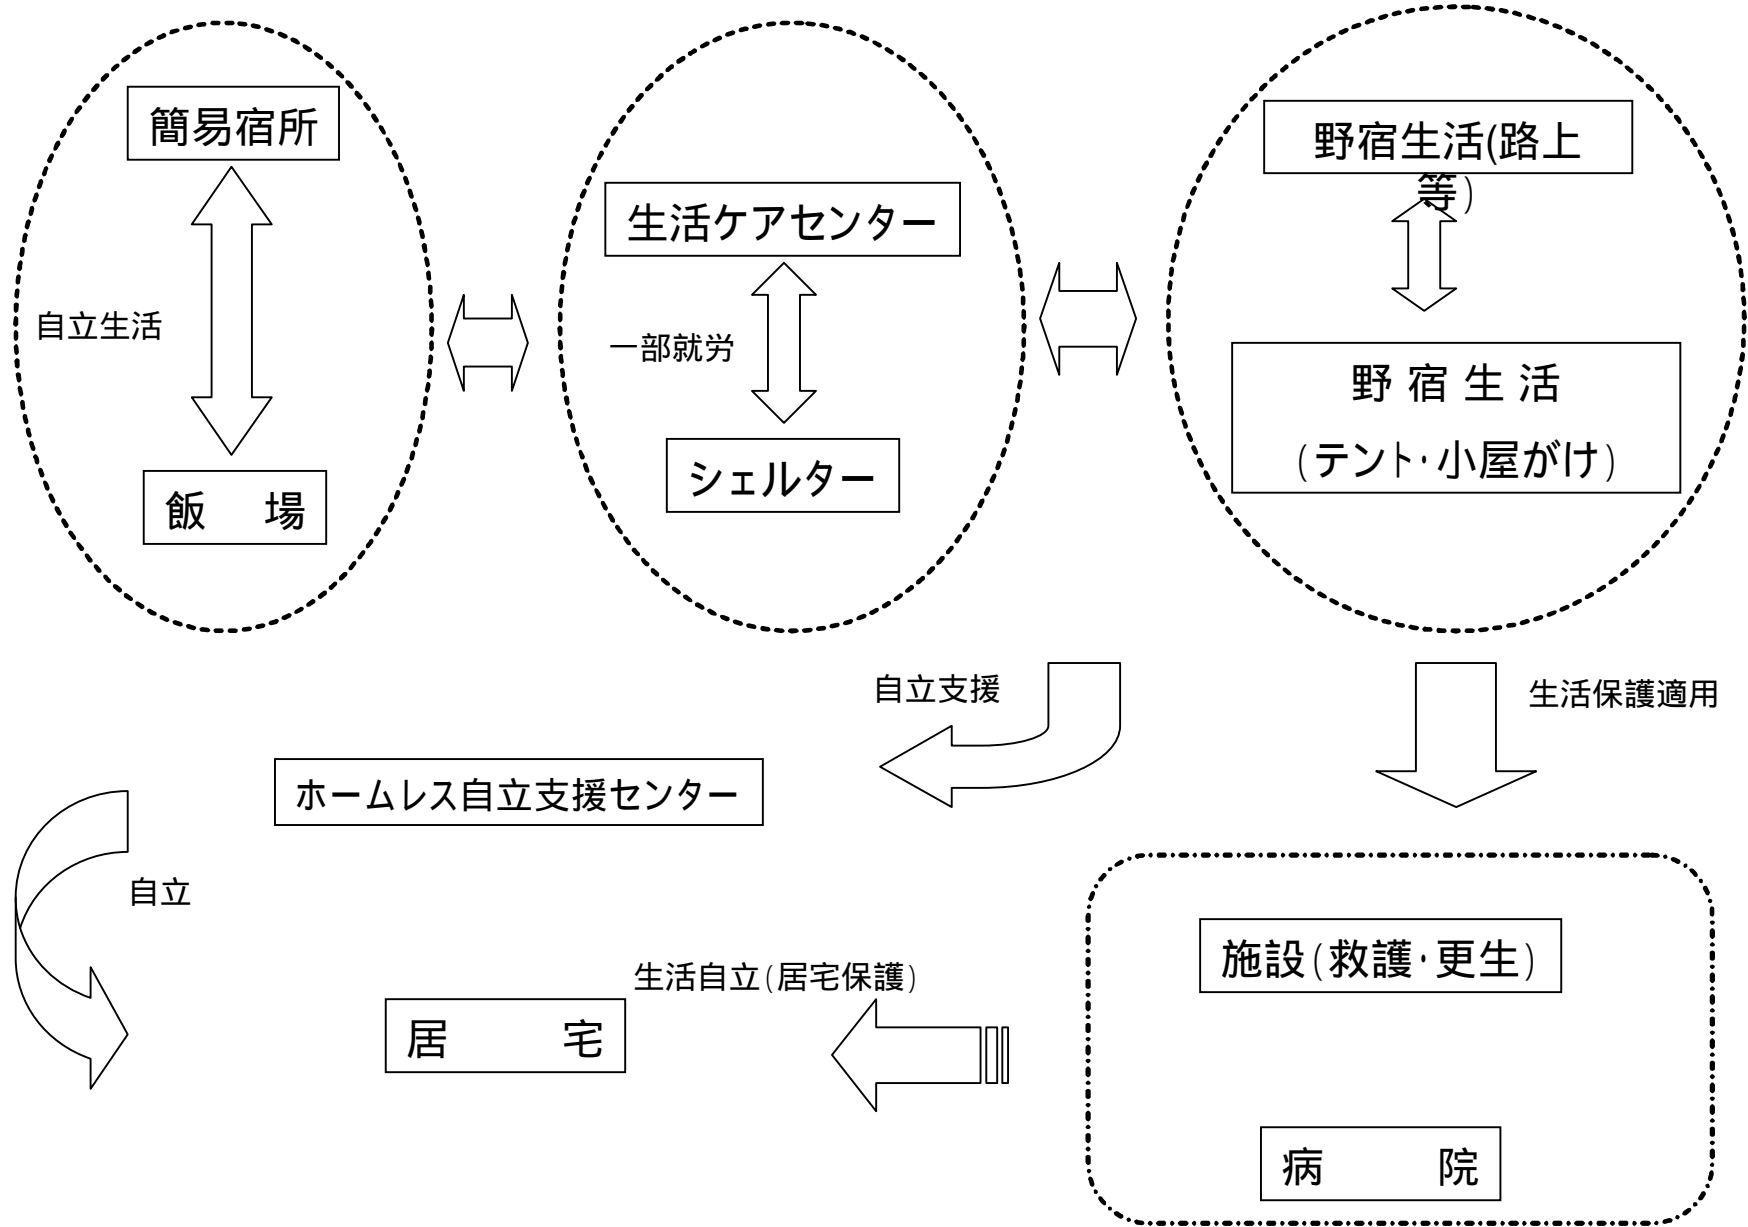 簡易宿所
自立生活
飯 場
生活ケアセンター
一部就労
シェルター
野宿生活(路上
等)
野 宿 生 活
(テント・小屋がけ)
自立支援
生活保護適用
ホームレス自立支援センター
自立
施設(救護・更生)
生活自立(居宅保護)
居 宅
病 院